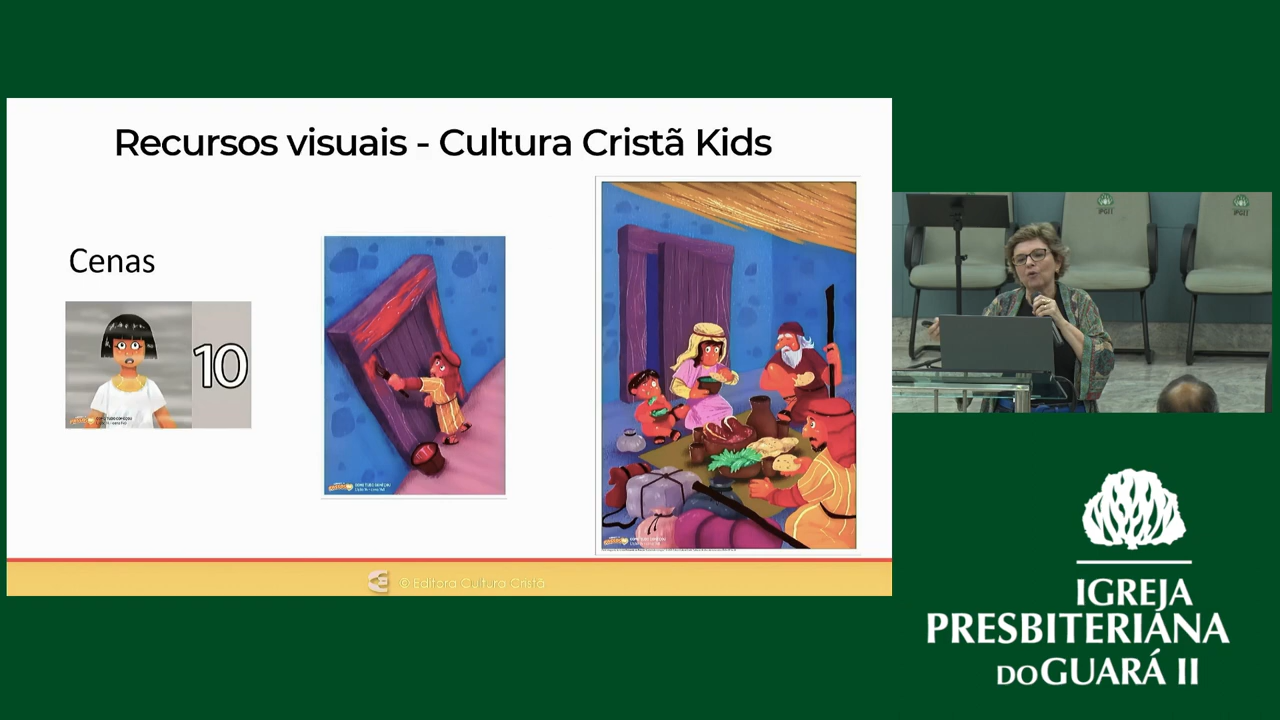 Recursos visuais - Cultura Cristã Kids
Cenas
10
© Editora Cultura Cristã
IGREJA
PRESBITERIANA
DO GUARÁ II